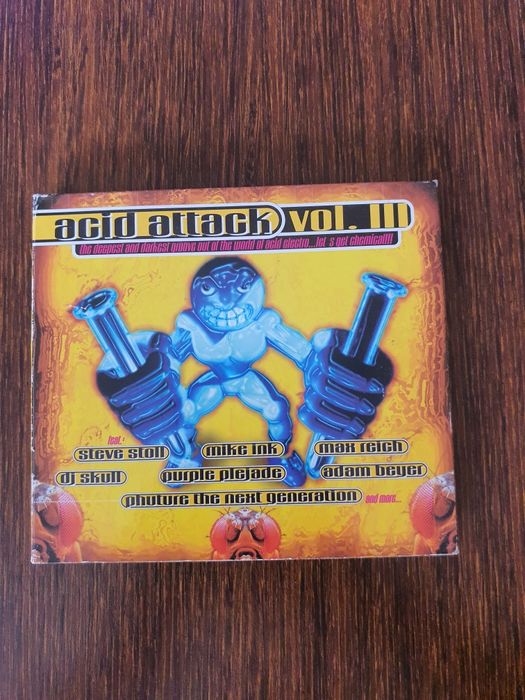 acid attack vol. III
the deepest and darkest groove out of the world of acid electro...let´s get chemical!!!
feat.:
steve stoll mike ink max reich
dj skull purple plejade adam beyer
phuture the next generation and more...